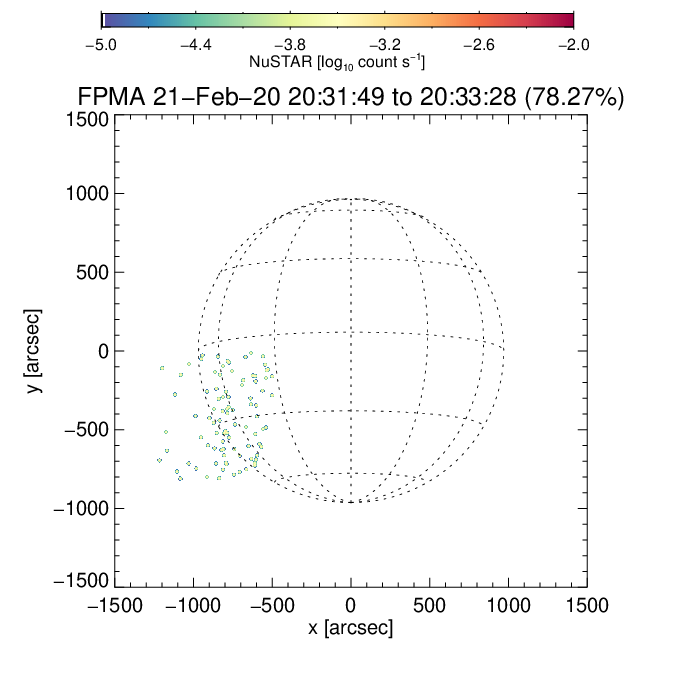 −5.0 −4.4 −3.8 −3.2 −2.6 −2.0
NuSTAR [log₁₀ count s⁻¹]
FPMA 21−Feb−20 20:31:49 to 20:33:28 (78.27%)
1500
1000
500
0
−500
−1000
−1500
y [arcsec]
−1500 −1000 −500 0 500 1000 1500
x [arcsec]